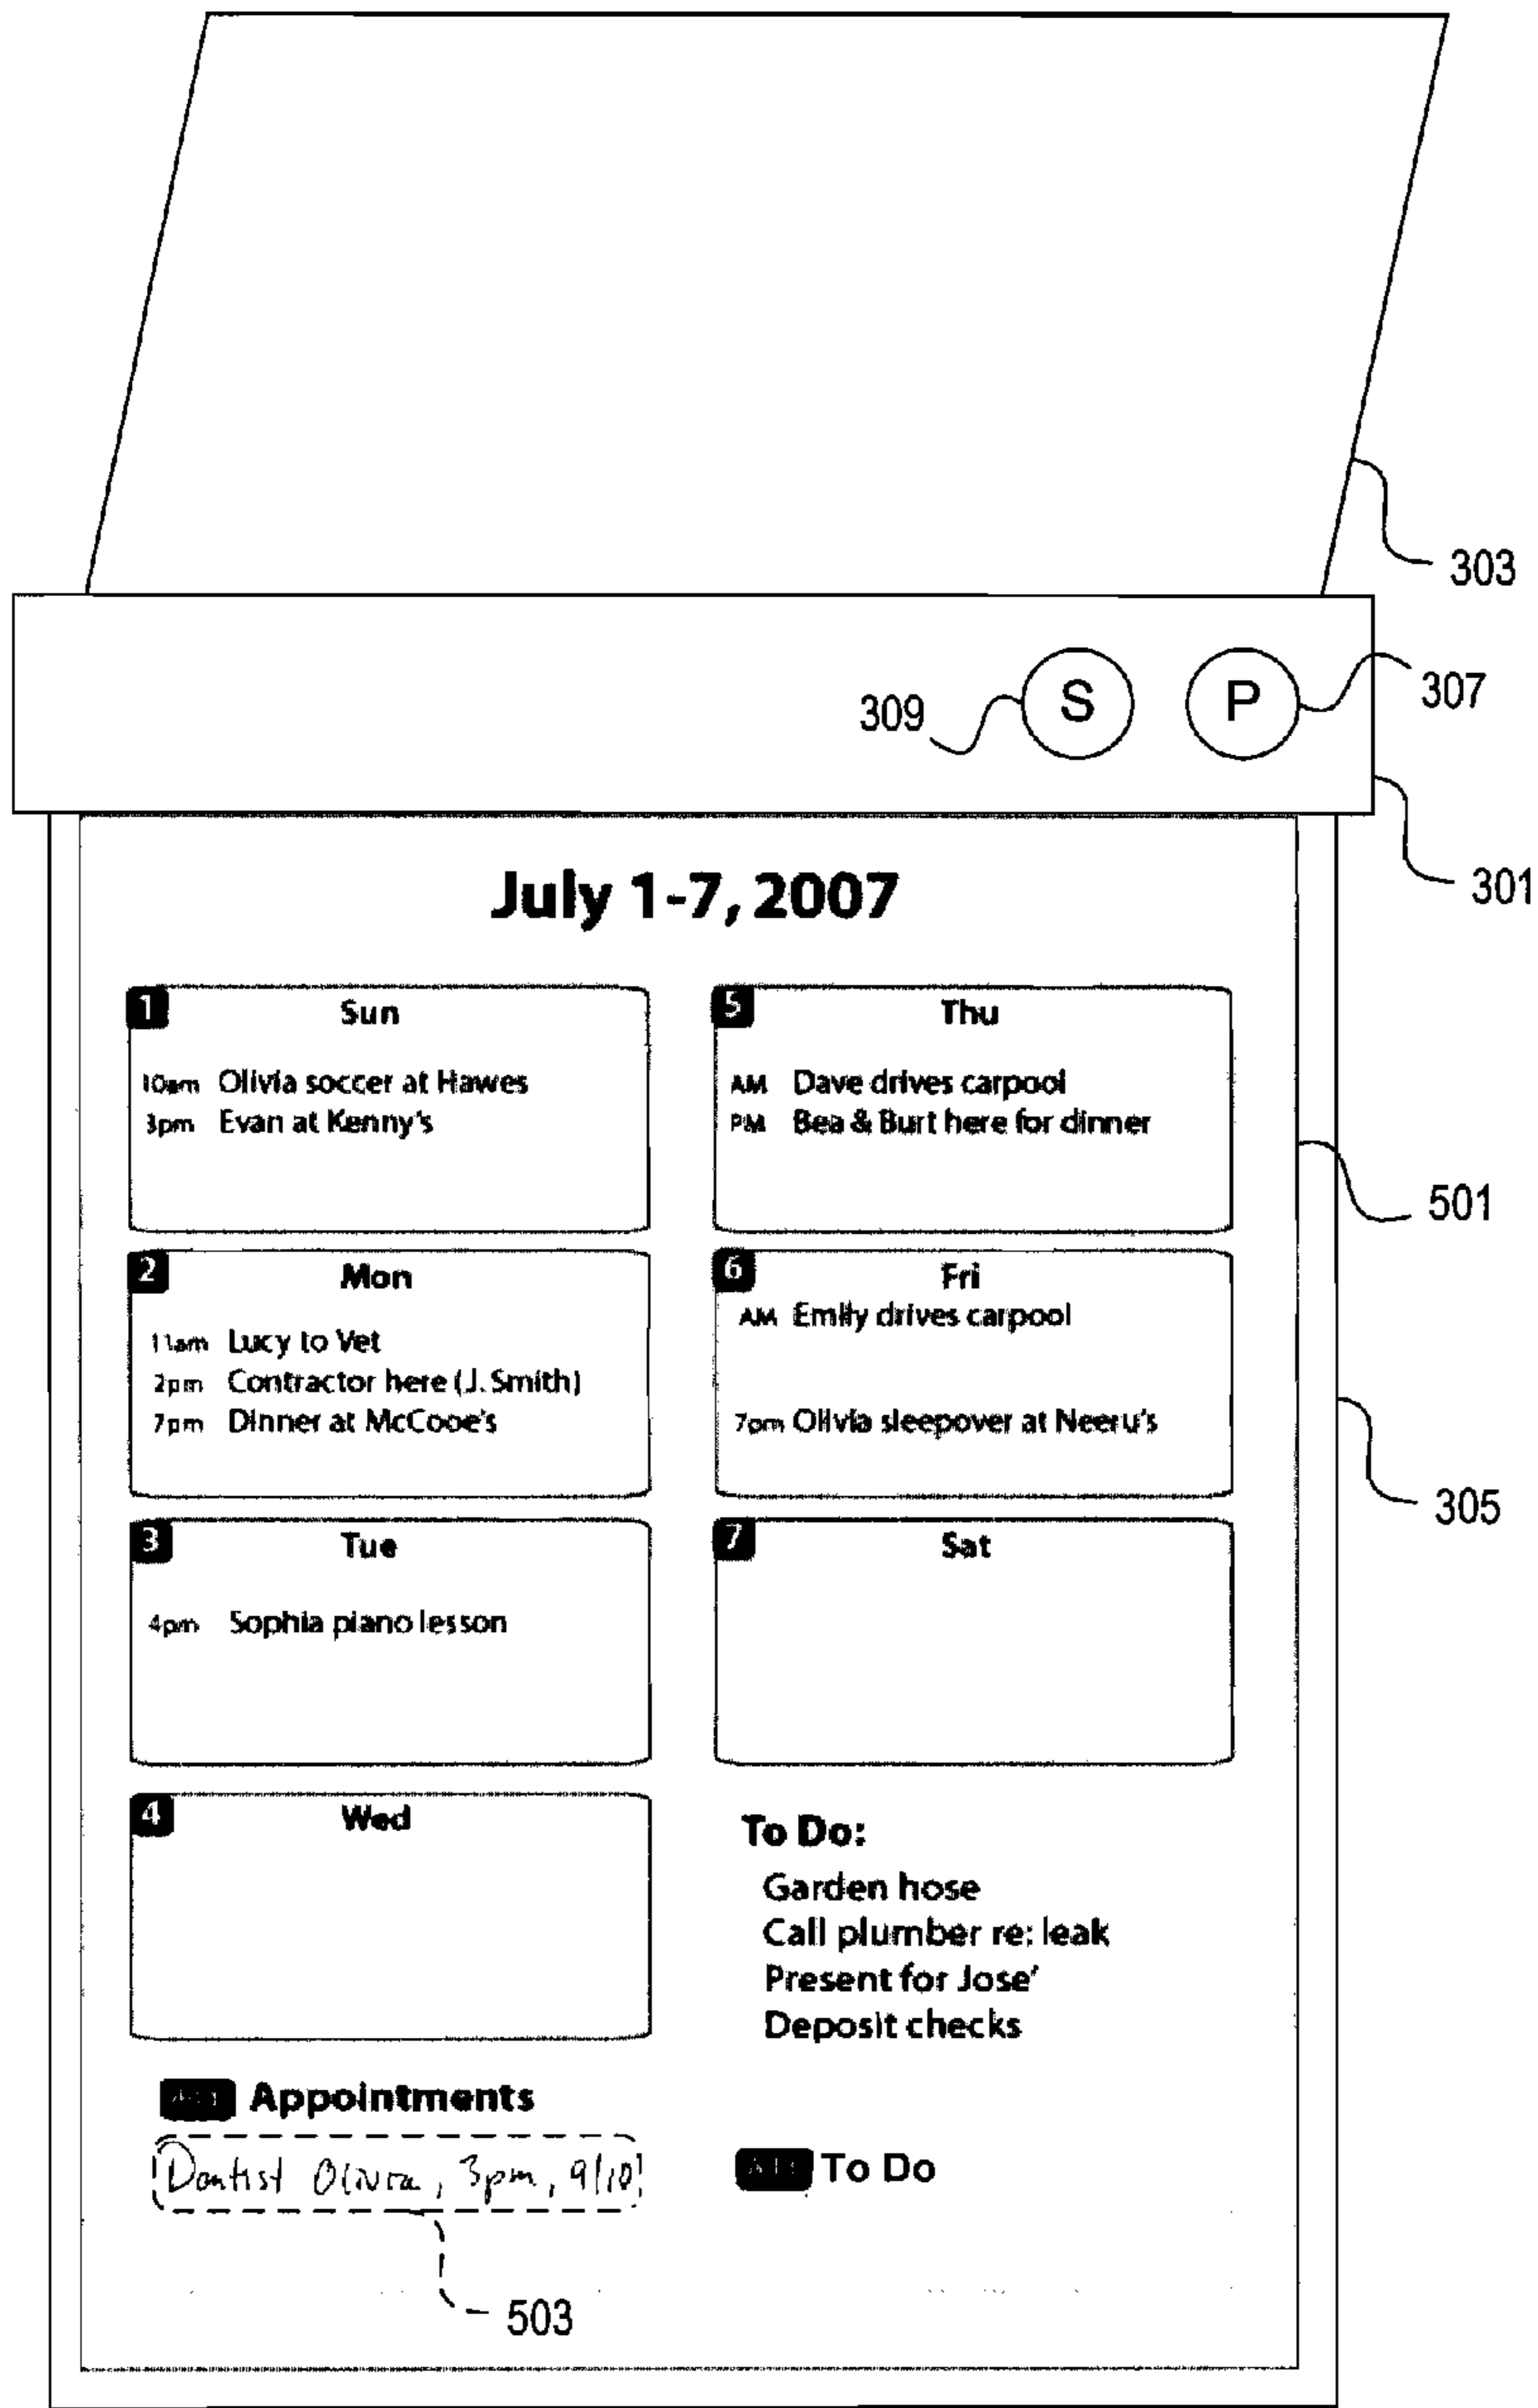 303
309 S P 307
301
July 1-7, 2007
1 Sun
10am Olivia soccer at Hawes
3pm Evan at Kenny's
2 Mon
11am Lucy to Vet
2pm Contractor here (J. Smith)
7pm Dinner at McCooe's
3 Tue
4pm Sophia piano lesson
4 Wed
5 Thu
AM Dave drives carpool
PM Bea & Burt here for dinner
501
6 Fri
AM Emily drives carpool
7pm Olivia sleepover at Neeru's
305
7 Sat
To Do:
Garden hose
Call plumber re: leak
Present for Jose'
Deposit checks
Appointments
Dentist Olivia, 3pm, 9/10
503
To Do